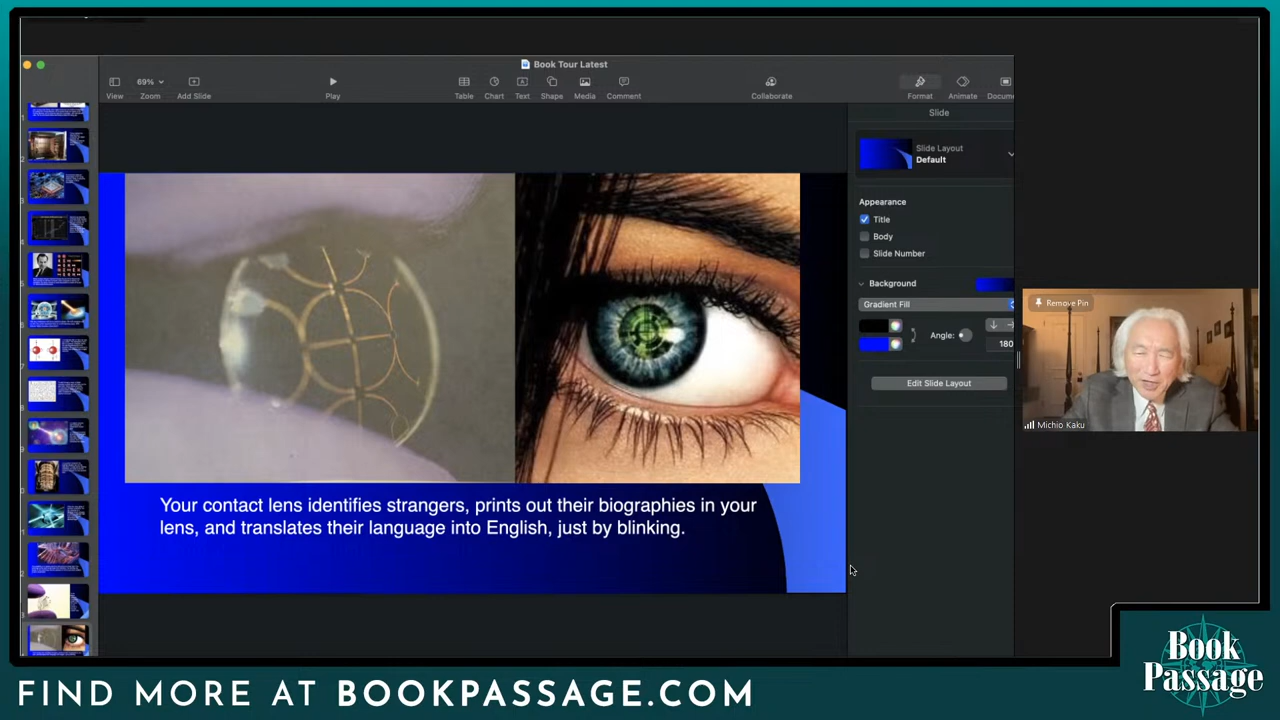 Book Tour Latest
69%
View
Zoom
Add Slide
Play
Table
Chart
Text
Shape
Media
Comment
Collaborate
Format
Animate
Docume
Slide
Slide Layout
Default
Appearance
Title
Body
Slide Number
Background
Gradient Fill
Angle:
180
Edit Slide Layout
Your contact lens identifies strangers, prints out their biographies in your
lens, and translates their language into English, just by blinking.
Remove Pin
Michio Kaku
FIND MORE AT BOOKPASSAGE.COM
Book
Passage